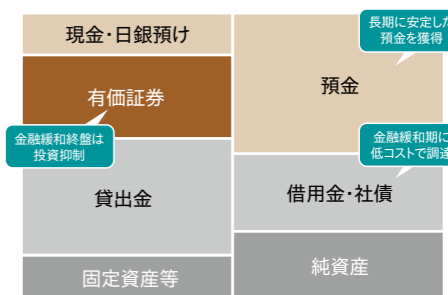 現金・日銀預け
有価証券
金融緩和終盤は
投資抑制
貸出金
固定資産等
長期に安定した
預金を獲得
預金
金融緩和期に
低コストで調達
借用金・社債
純資産